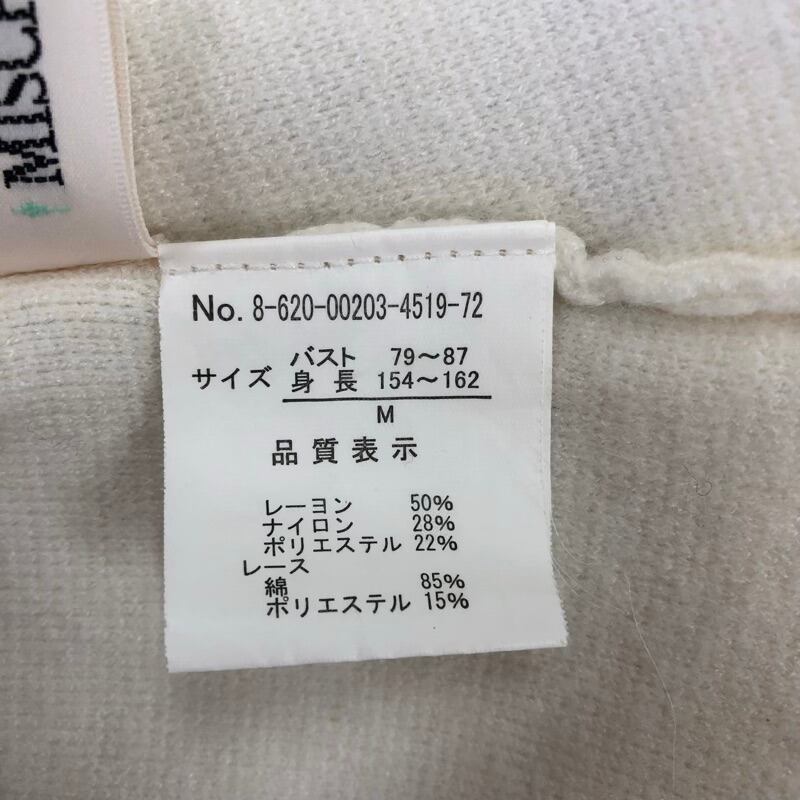 No. 8-620-00203-4519-72
バスト 79~87
サイズ 身長 154~162
M
品質表示
レーヨン 50%
ナイロン 28%
ポリエステル 22%
レース
綿 85%
ポリエステル 15%